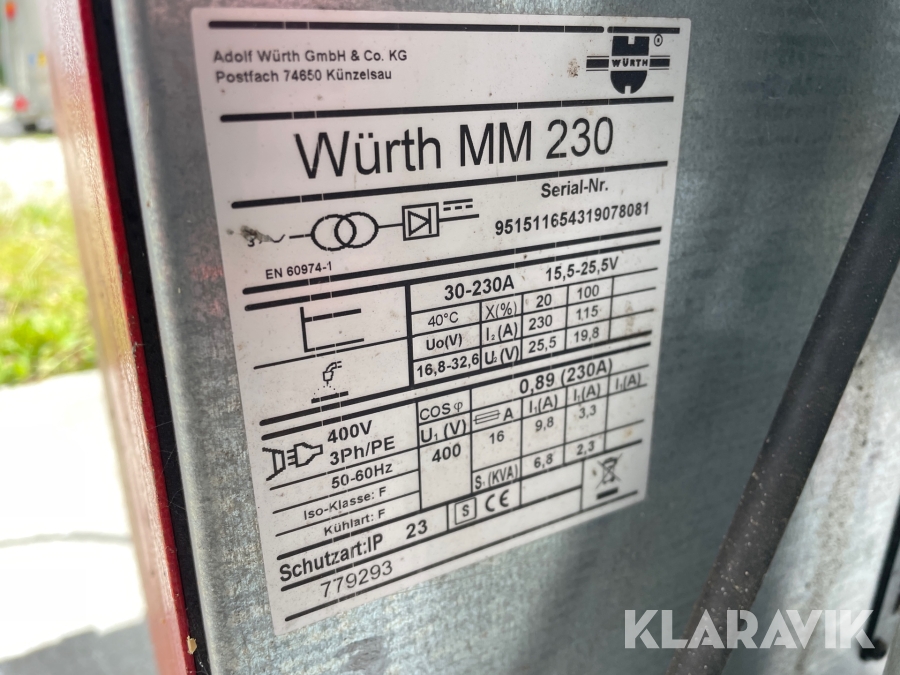 Adolf Würth GmbH & Co. KG
Postfach 74650 Künzelsau
WÜRTH
®
Würth MM 230
Serial-Nr.
951511654319078081
EN 60974-1
30-230A 15,5-25,5V
40°C X(%) 20 100
Uo(V) I₂(A) 230 115
16,8-32,6 U₂(V) 25,5 19,8
400V
3Ph/PE
50-60Hz
COS φ 0,89 (230A)
U₁(V) A I₁(A) I₁(A) I₁(A)
400 16 9,8 3,3
S₁(KVA) 6,8 2,3
Iso-Klasse: F
Kühlart: F
Schutzart:IP 23 S CE
779293
KLARAVIK